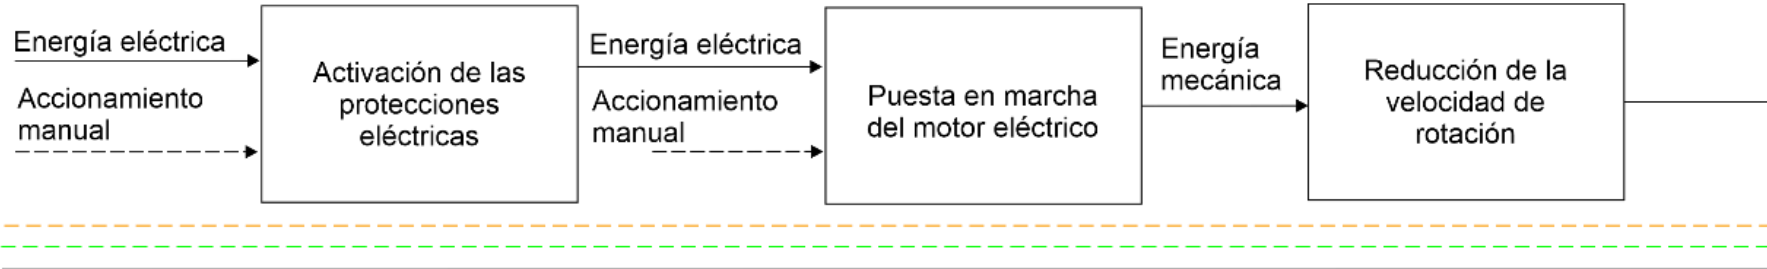 Energía eléctrica
Accionamiento
manual
Activación de las
protecciones
eléctricas
Energía eléctrica
Accionamiento
manual
Puesta en marcha
del motor eléctrico
Energía
mecánica
Reducción de la
velocidad de
rotación